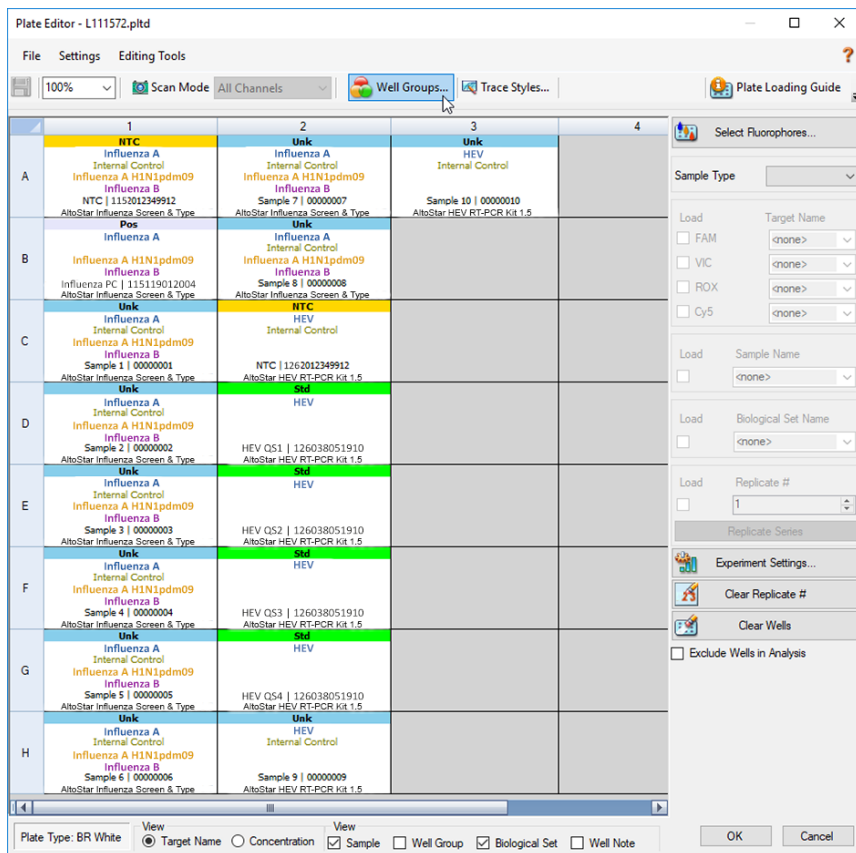 Plate Editor - L111572.pltd
File Settings Editing Tools ?
100% Scan Mode All Channels Well Groups... Trace Styles... Plate Loading Guide
1 2 3 4
A
NTC
Influenza A
Internal Control
Influenza A H1N1pdm09
Influenza B
NTC | 1152012349912
AltoStar Influenza Screen & Type
Unk
Influenza A
Internal Control
Influenza A H1N1pdm09
Influenza B
Sample 7 | 00000007
AltoStar Influenza Screen & Type
Unk
HEV
Internal Control
Sample 10 | 00000010
AltoStar HEV RT-PCR Kit 1.5
B
Pos
Influenza A
Influenza A H1N1pdm09
Influenza B
Influenza PC | 115119012004
AltoStar Influenza Screen & Type
Unk
Influenza A
Internal Control
Influenza A H1N1pdm09
Influenza B
Sample 8 | 00000008
AltoStar Influenza Screen & Type
C
Unk
Influenza A
Internal Control
Influenza A H1N1pdm09
Influenza B
Sample 1 | 00000001
AltoStar Influenza Screen & Type
NTC
HEV
Internal Control
NTC | 1262012349912
AltoStar HEV RT-PCR Kit 1.5
D
Unk
Influenza A
Internal Control
Influenza A H1N1pdm09
Influenza B
Sample 2 | 00000002
AltoStar Influenza Screen & Type
Std
HEV
HEV QS1 | 126038051910
AltoStar HEV RT-PCR Kit 1.5
E
Unk
Influenza A
Internal Control
Influenza A H1N1pdm09
Influenza B
Sample 3 | 00000003
AltoStar Influenza Screen & Type
Std
HEV
HEV QS2 | 126038051910
AltoStar HEV RT-PCR Kit 1.5
F
Unk
Influenza A
Internal Control
Influenza A H1N1pdm09
Influenza B
Sample 4 | 00000004
AltoStar Influenza Screen & Type
Std
HEV
HEV QS3 | 126038051910
AltoStar HEV RT-PCR Kit 1.5
G
Unk
Influenza A
Internal Control
Influenza A H1N1pdm09
Influenza B
Sample 5 | 00000005
AltoStar Influenza Screen & Type
Std
HEV
HEV QS4 | 126038051910
AltoStar HEV RT-PCR Kit 1.5
H
Unk
Influenza A
Internal Control
Influenza A H1N1pdm09
Influenza B
Sample 6 | 00000006
AltoStar Influenza Screen & Type
Unk
HEV
Internal Control
Sample 9 | 00000009
AltoStar HEV RT-PCR Kit 1.5
Select Fluorophores...
Sample Type
Load Target Name
FAM <none>
VIC <none>
ROX <none>
Cy5 <none>
Load Sample Name
<none>
Load Biological Set Name
<none>
Load Replicate #
1
Replicate Series
Experiment Settings...
Clear Replicate #
Clear Wells
Exclude Wells in Analysis
Plate Type: BR White
View
Target Name Concentration
View
Sample Well Group Biological Set Well Note
OK Cancel